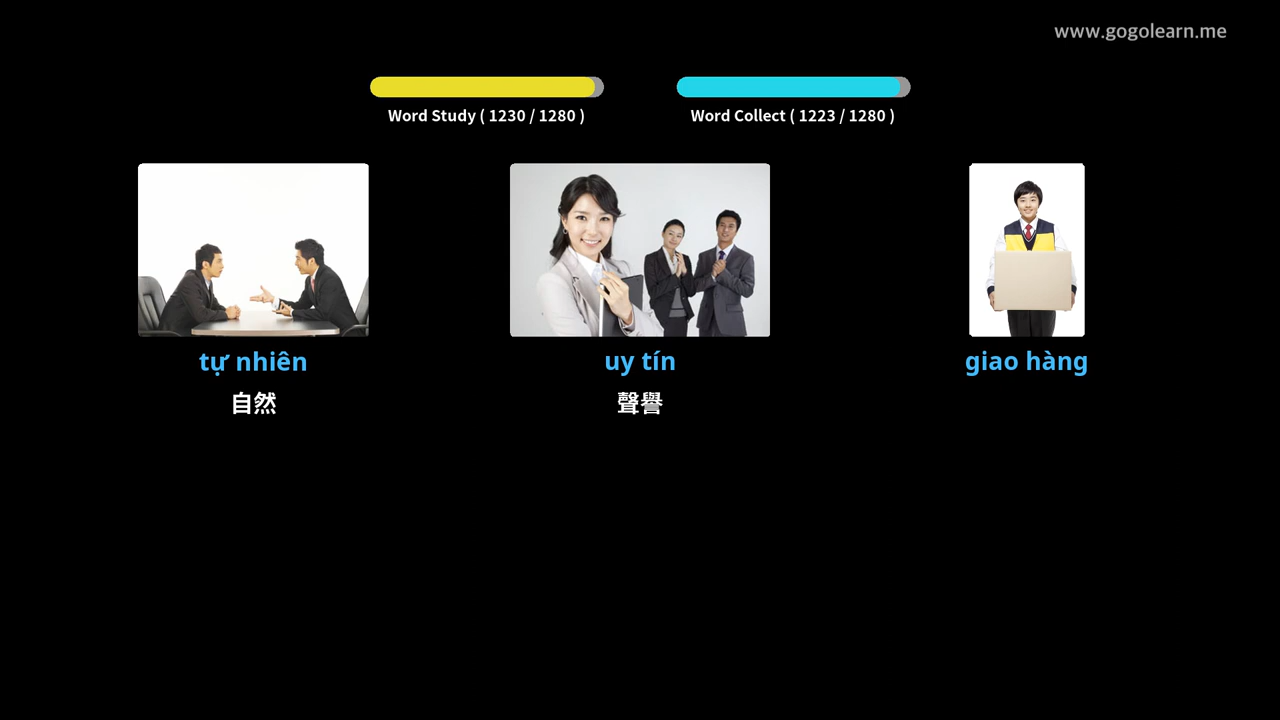 www.gogolearn.me
Word Study ( 1230 / 1280 )
Word Collect ( 1223 / 1280 )
tự nhiên
uy tín
giao hàng
自然
聲譽